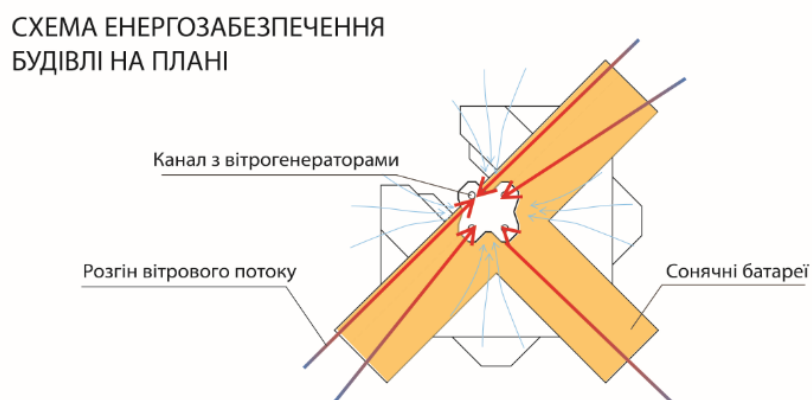 СХЕМА ЕНЕРГОЗАБЕЗПЕЧЕННЯ
БУДІВЛІ НА ПЛАНІ
Канал з вітрогенераторами
Розгін вітрового потоку
Сонячні батареї